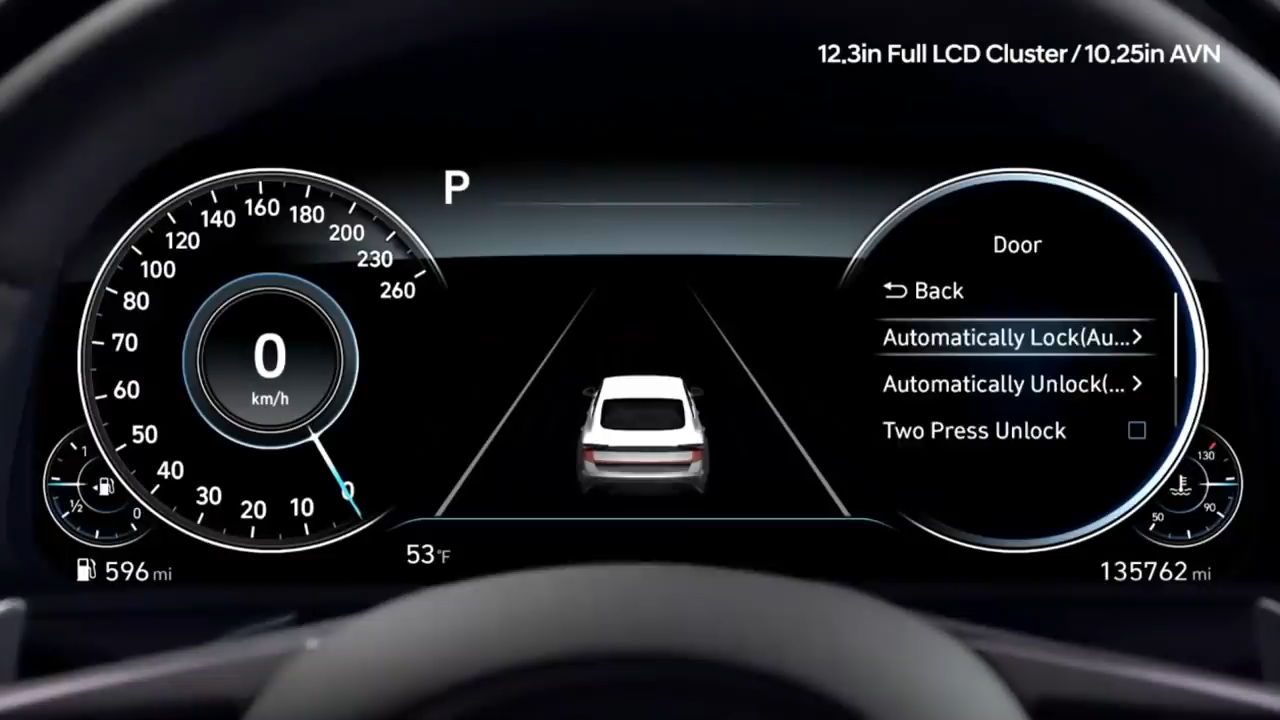 12.3in Full LCD Cluster / 10.25in AVN
P
160
140
180
120
200
100
230
80
260
70
60
50
40
30
20
10
0
0
km/h
1
½
0
596 mi
53°F
Door
Back
Automatically Lock(Au...
Automatically Unlock(...
Two Press Unlock
130
90
50
135762 mi